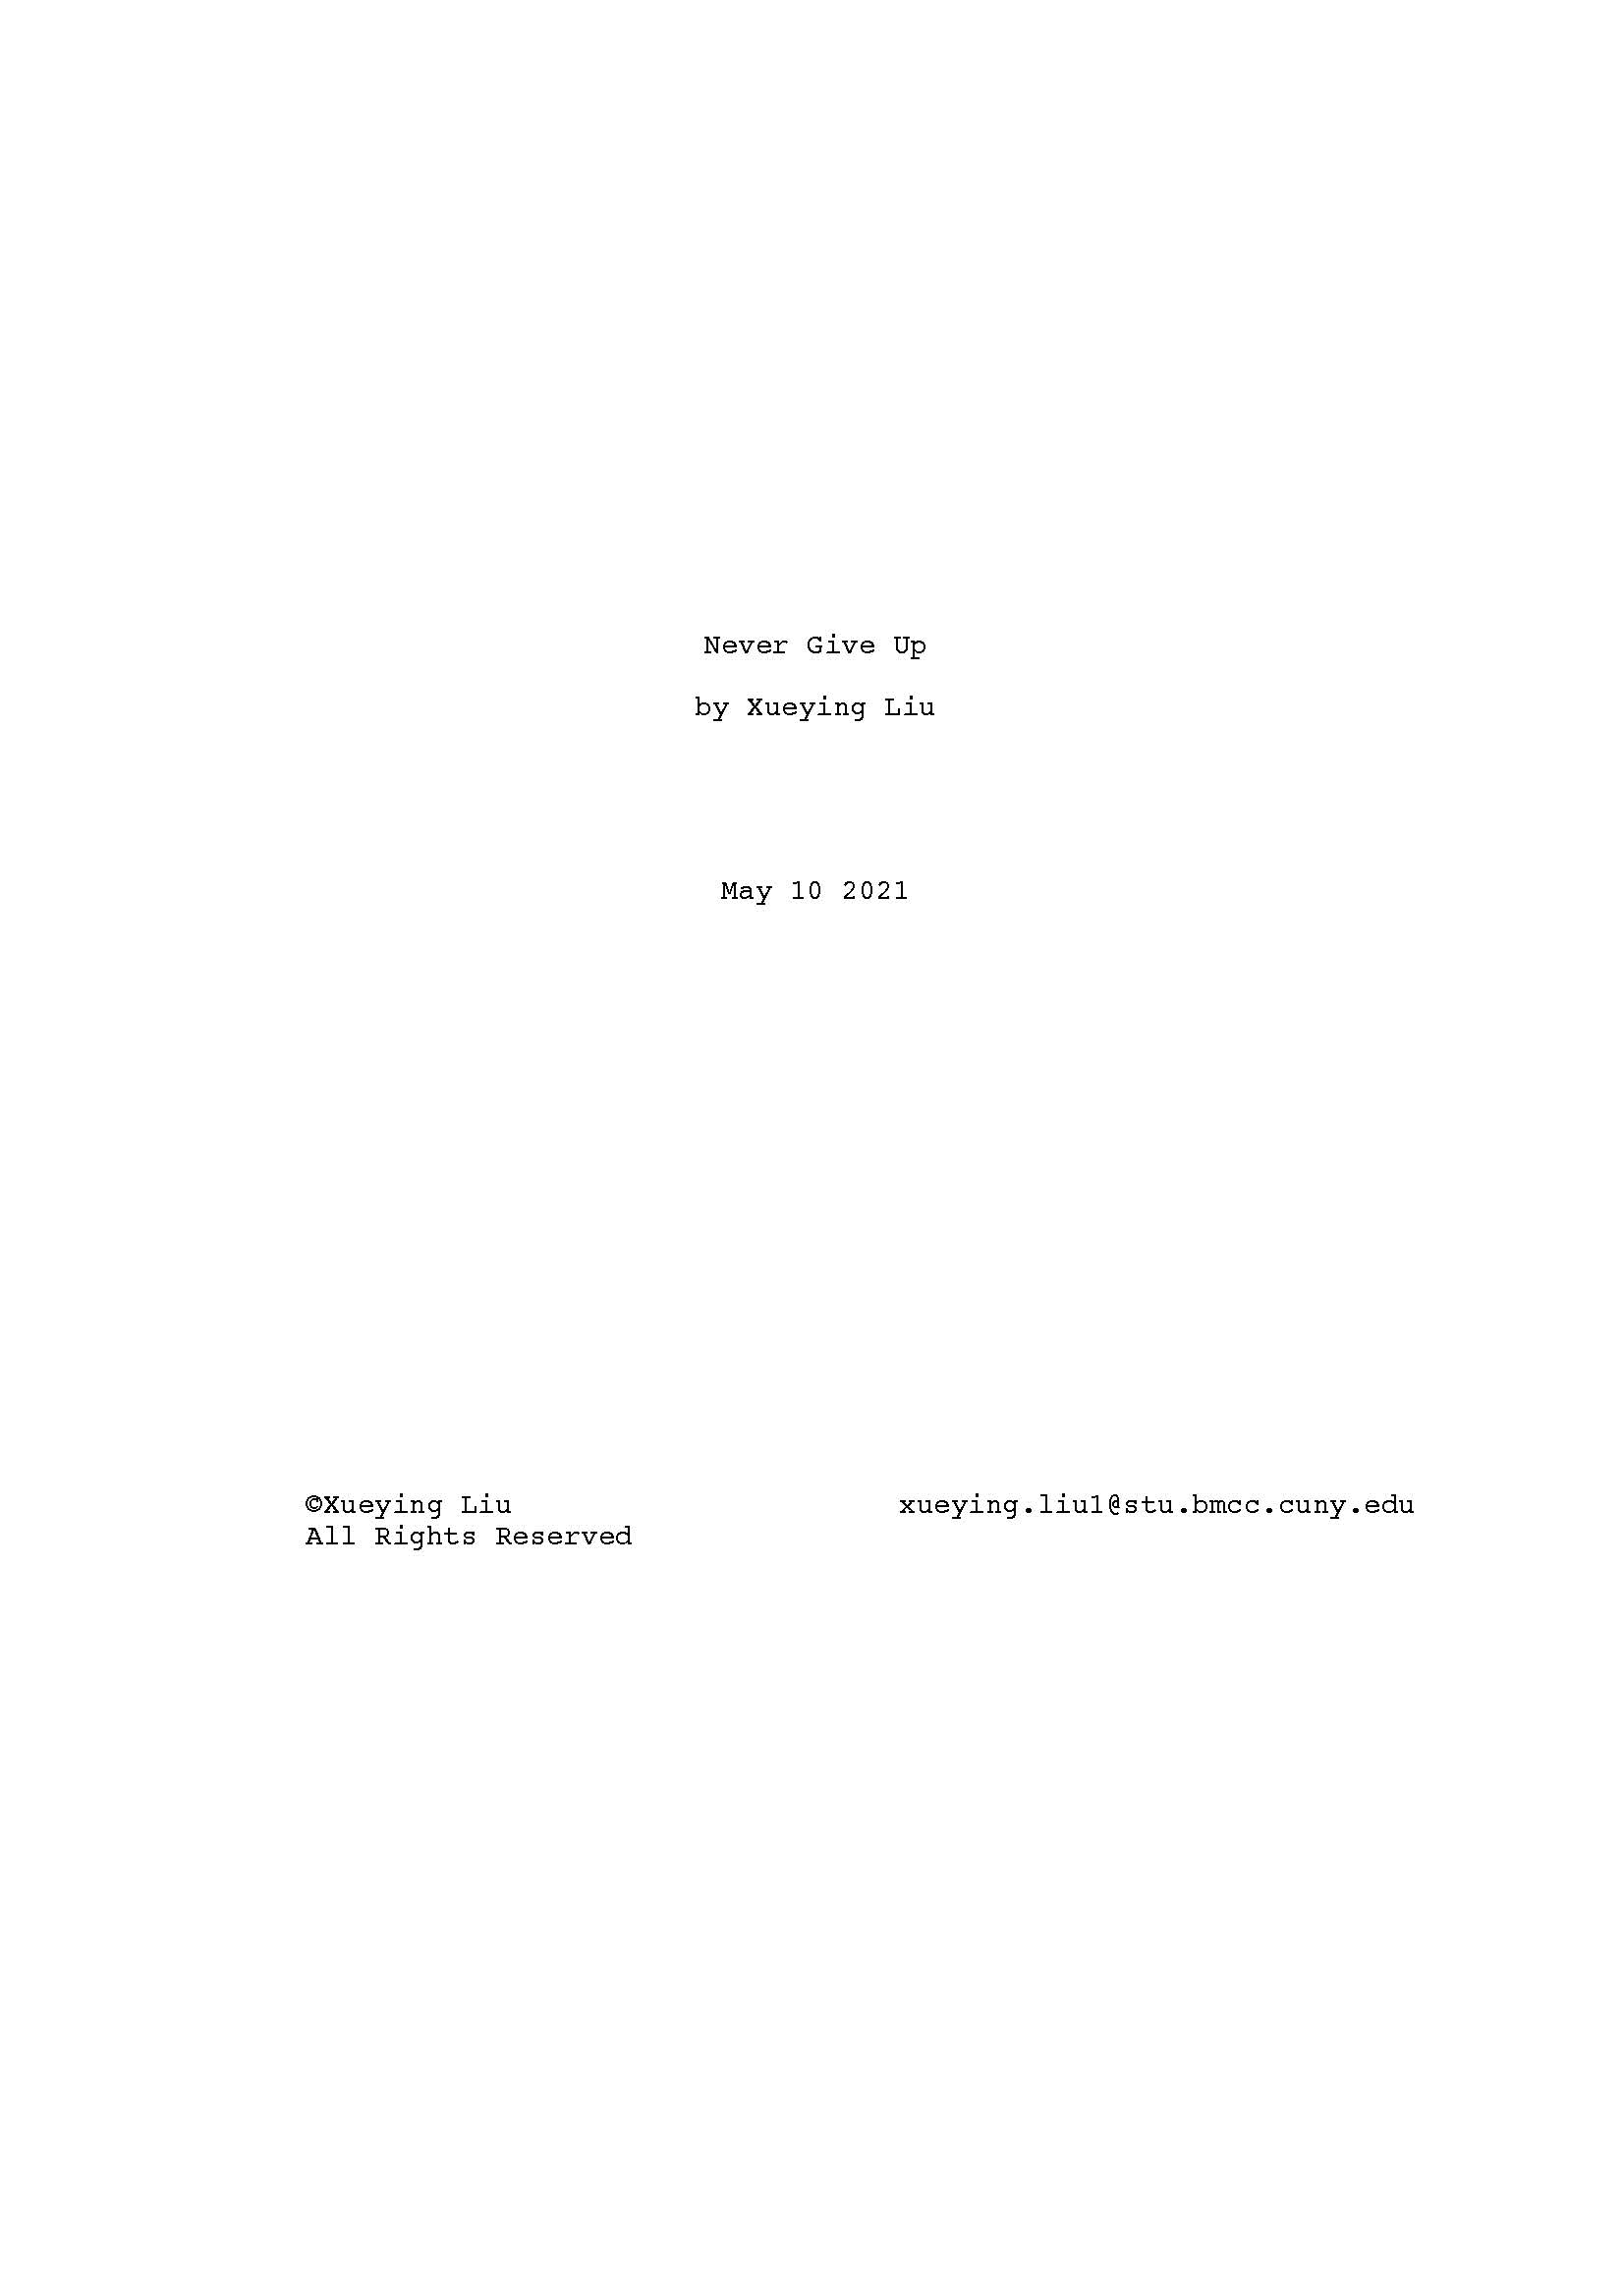 Never Give Up
by Xueying Liu
May 10 2021
©Xueying Liu
All Rights Reserved
xueying.liu1@stu.bmcc.cuny.edu